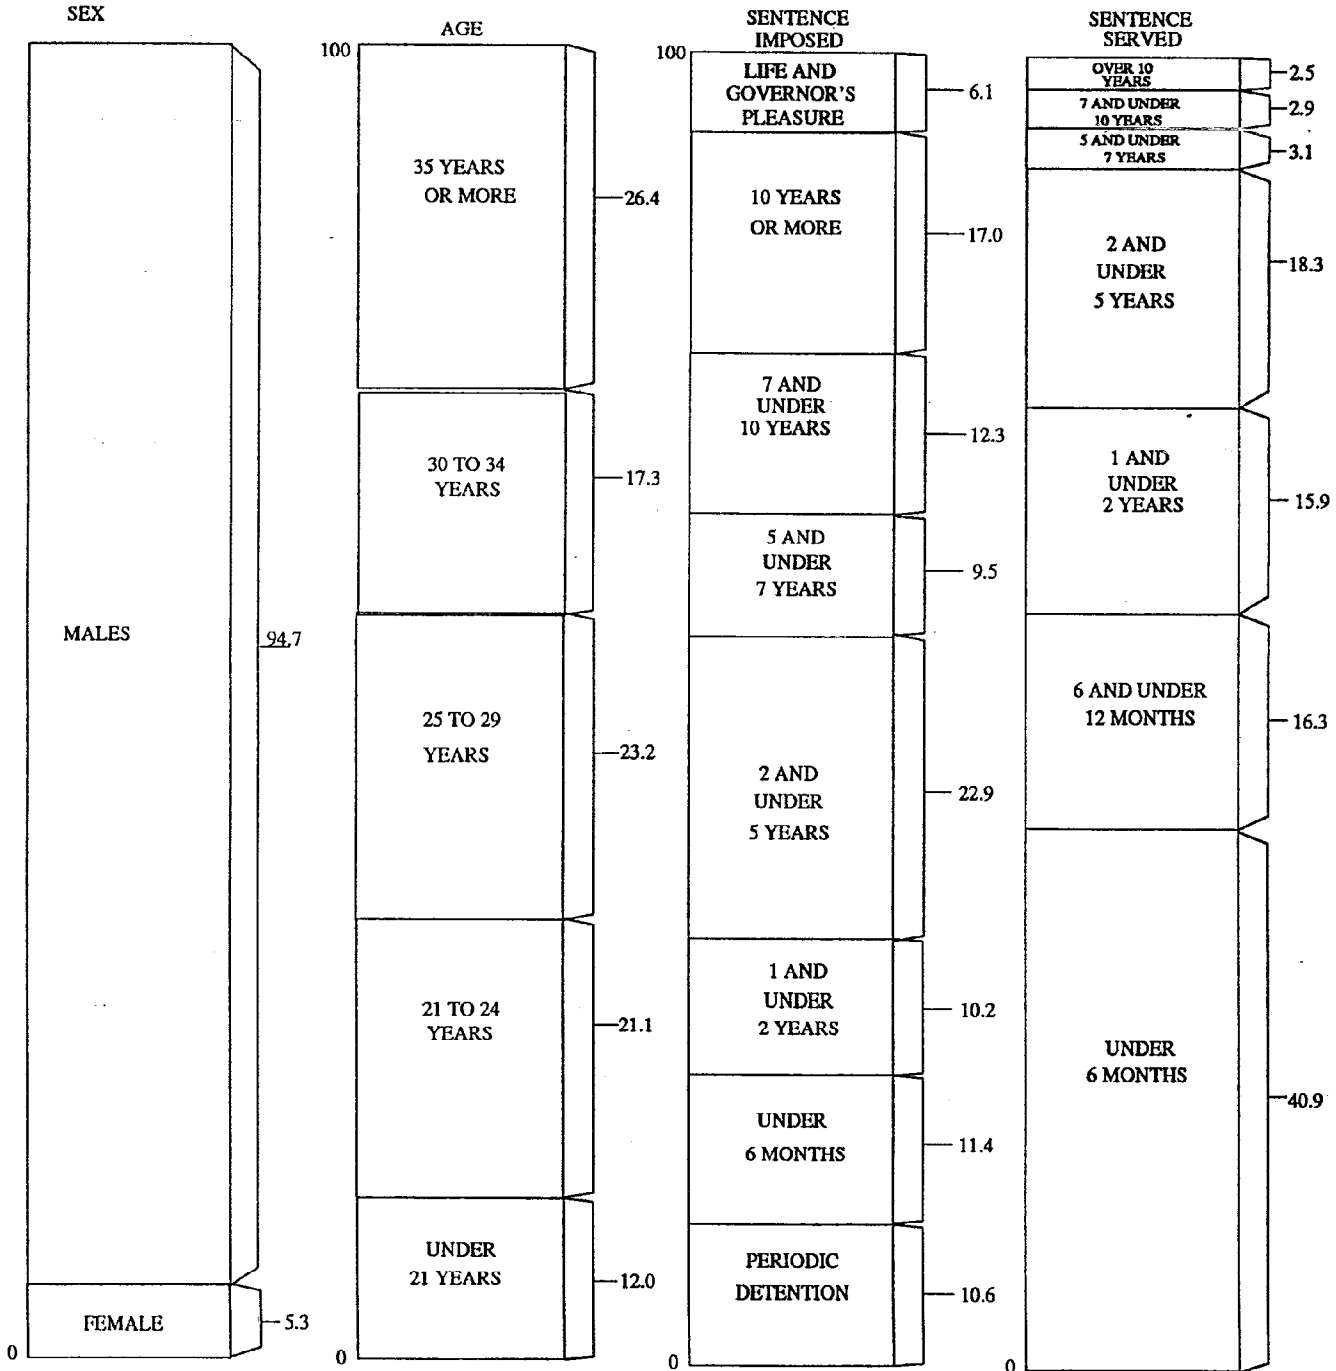 SEX
MALES
94.7
FEMALE
5.3
0
AGE
100
35 YEARS
OR MORE
26.4
30 TO 34
YEARS
17.3
25 TO 29
YEARS
23.2
21 TO 24
YEARS
21.1
UNDER
21 YEARS
12.0
0
SENTENCE
IMPOSED
100
LIFE AND
GOVERNOR'S
PLEASURE
6.1
10 YEARS
OR MORE
17.0
7 AND
UNDER
10 YEARS
12.3
5 AND
UNDER
7 YEARS
9.5
2 AND
UNDER
5 YEARS
22.9
1 AND
UNDER
2 YEARS
10.2
UNDER
6 MONTHS
11.4
PERIODIC
DETENTION
10.6
0
SENTENCE
SERVED
OVER 10
YEARS
2.5
7 AND UNDER
10 YEARS
2.9
5 AND UNDER
7 YEARS
3.1
2 AND
UNDER
5 YEARS
18.3
1 AND
UNDER
2 YEARS
15.9
6 AND UNDER
12 MONTHS
16.3
UNDER
6 MONTHS
40.9
0